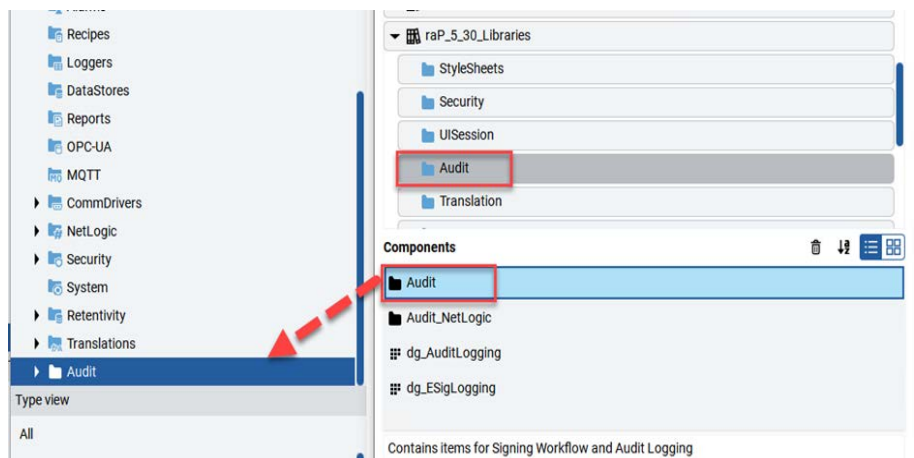 Recipes
Loggers
DataStores
Reports
OPC-UA
MQTT
CommDrivers
NetLogic
Security
System
Retentivity
Translations
Audit
Type view
All
raP_5_30_Libraries
StyleSheets
Security
UISession
Audit
Translation
Components
Audit
Audit_NetLogic
dg_AuditLogging
dg_ESigLogging
Contains items for Signing Workflow and Audit Logging